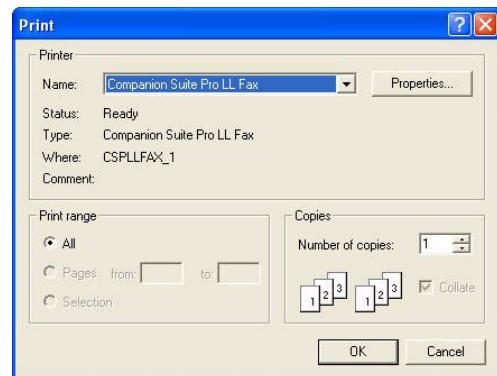 Print
Printer
Name: Companion Suite Pro LL Fax Properties...
Status: Ready
Type: Companion Suite Pro LL Fax
Where: CSPLLFAX_1
Comment:
Print range
All
Pages from: to:
Selection
Copies
Number of copies: 1
1 2 3 1 2 3
Collate
OK Cancel